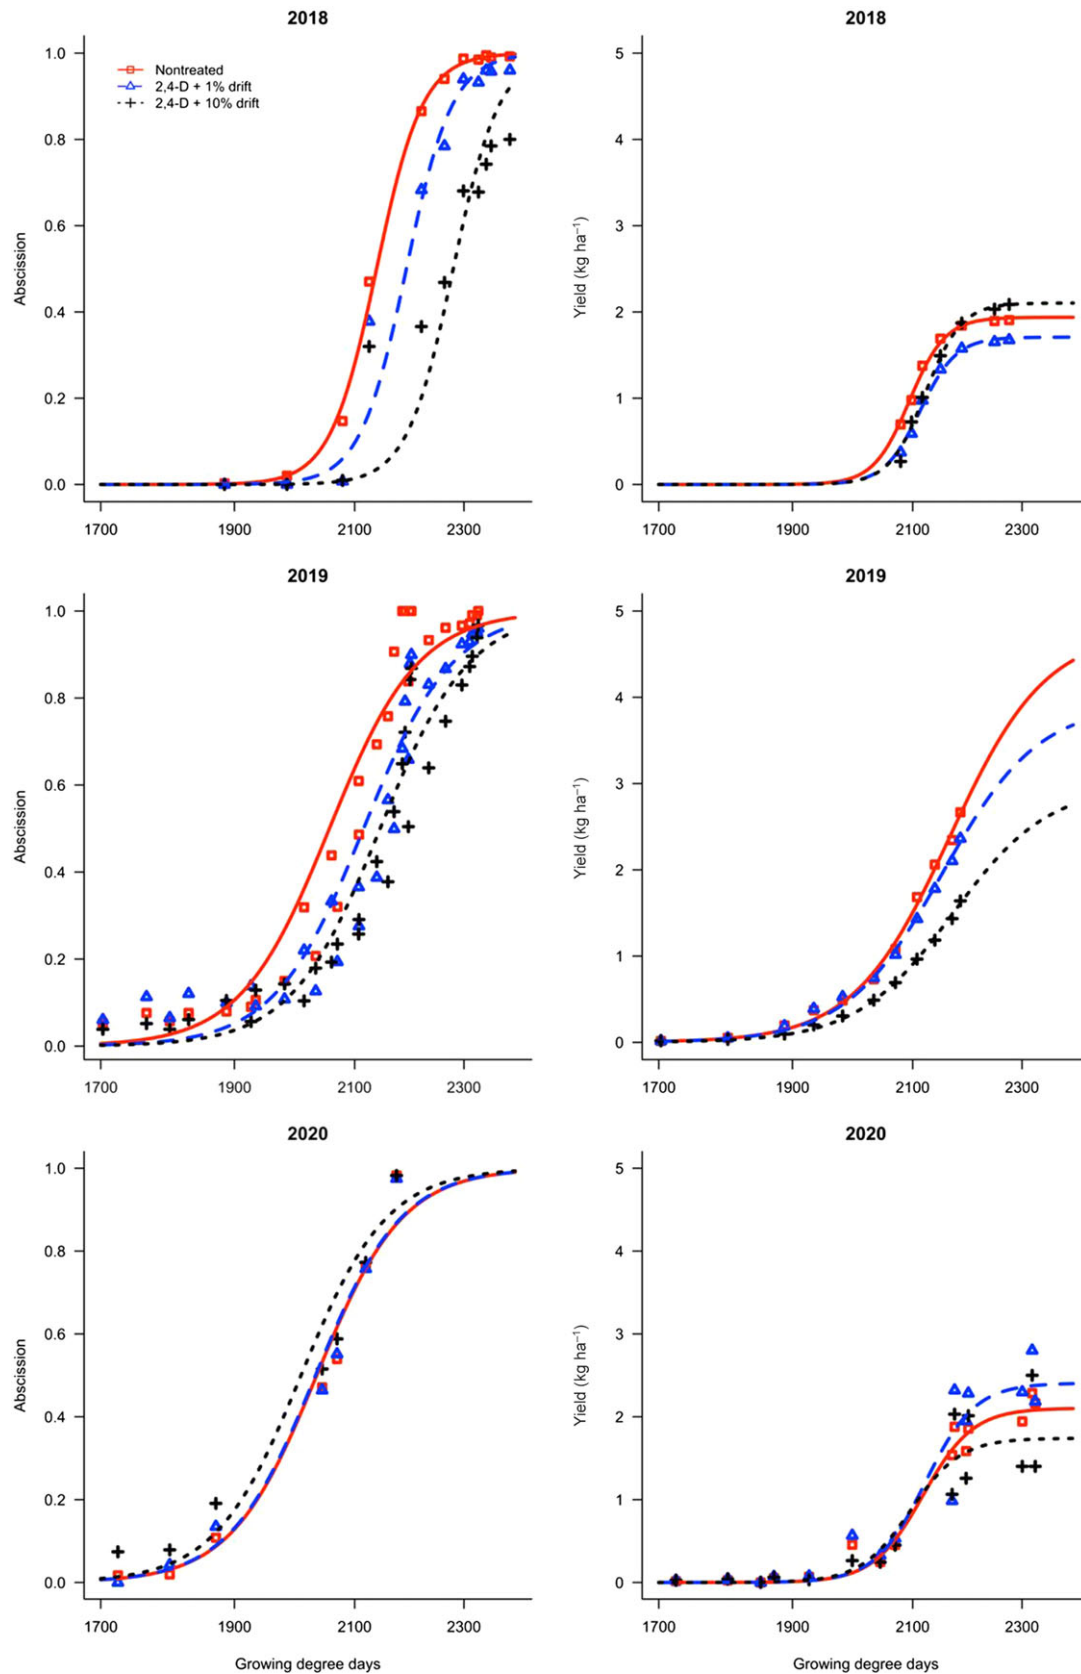 2018
2018
1.0
0.8
0.6
0.4
0.2
0.0
Abscission
Nontreated
2,4-D + 1% drift
2,4-D + 10% drift
1700 1900 2100 2300
5
4
3
2
1
0
Yield (kg ha⁻¹)
1700 1900 2100 2300
2019
2019
1.0
0.8
0.6
0.4
0.2
0.0
Abscission
1700 1900 2100 2300
5
4
3
2
1
0
Yield (kg ha⁻¹)
1700 1900 2100 2300
2020
2020
1.0
0.8
0.6
0.4
0.2
0.0
Abscission
1700 1900 2100 2300
Growing degree days
5
4
3
2
1
0
Yield (kg ha⁻¹)
1700 1900 2100 2300
Growing degree days